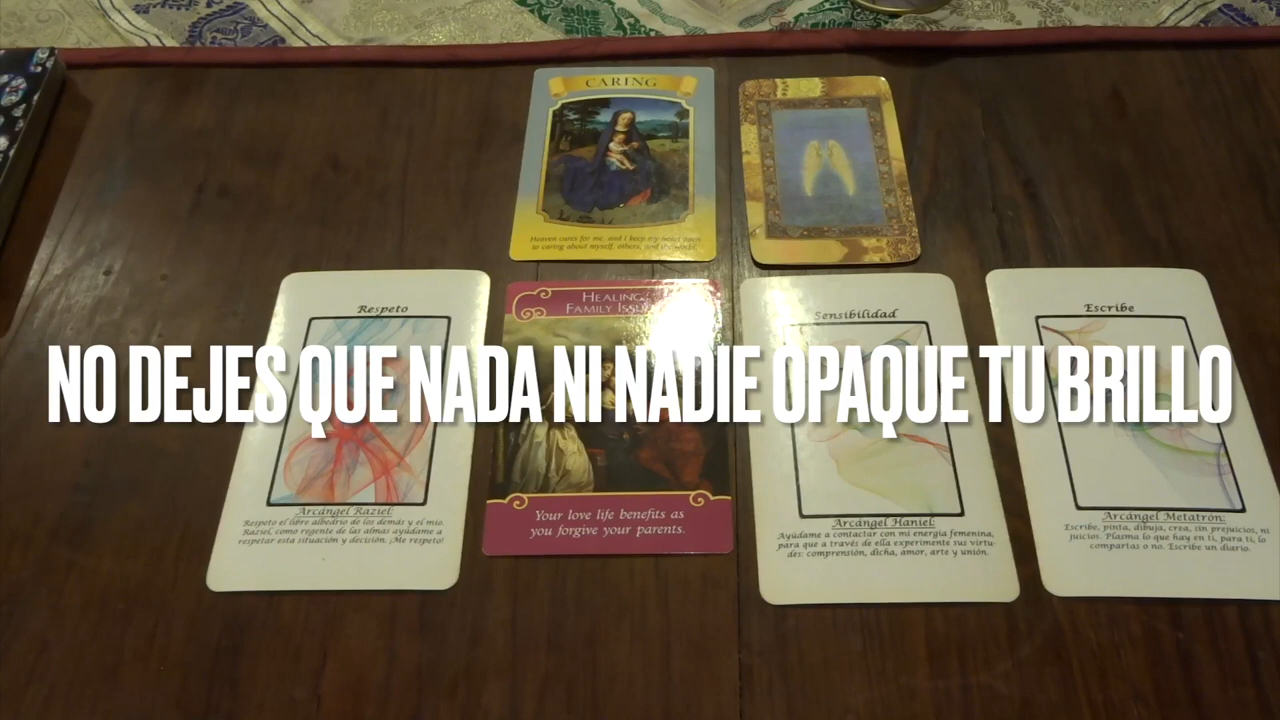 CARING
Heaven cares for me, and I keep my heart open
to caring about myself, others, and the world.
Respeto
HEALING
FAMILY
Sensibilidad
Escribe
NO DEJES QUE NADA NI NADIE OPAQUE TU BRILLO
Arcángel Raziel:
Respeto el libre albedrío de los demás y el mío.
Raziel, como regente de las almas ayúdame a
respetar esta situación y decisión. ¡Me respeto!
Your love life benefits as
you forgive your parents.
Arcángel Haniel:
Ayúdame a contactar con mi energía femenina,
para que a través de ella experimente sus virtu-
des: comprensión, dicha, amor, arte y unión.
Arcángel Metatrón:
Escribe, pinta, dibuja, crea, sin prejuicios, ni
juicios. Plasma lo que hay en ti, para ti, lo
compartas o no. Escribe un diario.